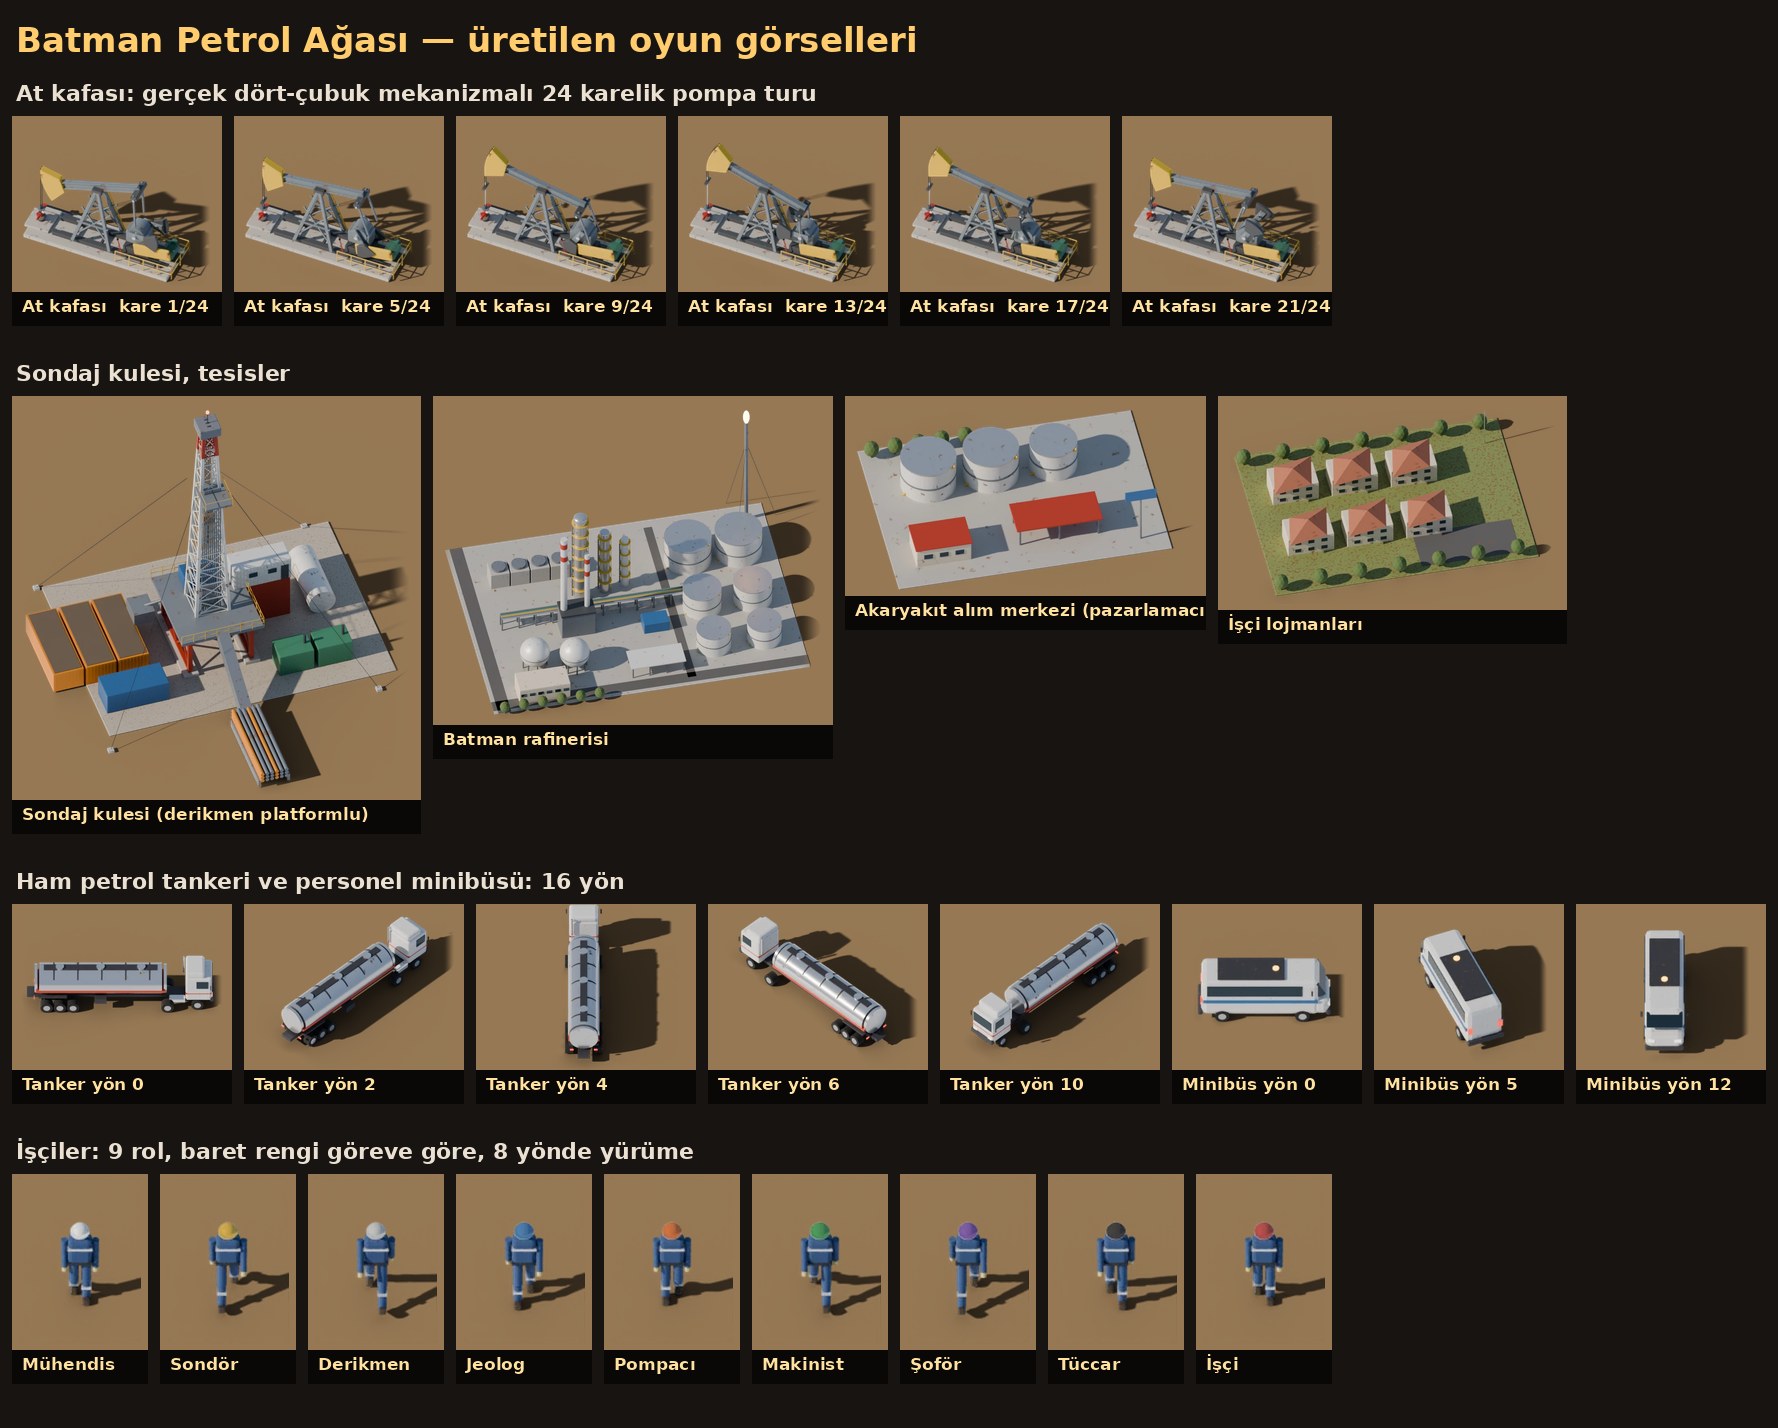 Batman Petrol Ağası — üretilen oyun görselleri
At kafası: gerçek dört-çubuk mekanizmalı 24 karelik pompa turu
At kafası kare 1/24
At kafası kare 5/24
At kafası kare 9/24
At kafası kare 13/24
At kafası kare 17/24
At kafası kare 21/24
Sondaj kulesi, tesisler
Sondaj kulesi (derikmen platformlu)
Batman rafinerisi
Akaryakıt alım merkezi (pazarlamacı
İşçi lojmanları
Ham petrol tankeri ve personel minibüsü: 16 yön
Tanker yön 0
Tanker yön 2
Tanker yön 4
Tanker yön 6
Tanker yön 10
Minibüs yön 0
Minibüs yön 5
Minibüs yön 12
İşçiler: 9 rol, baret rengi göreve göre, 8 yönde yürüme
Mühendis
Sondör
Derikmen
Jeolog
Pompacı
Makinist
Şoför
Tüccar
İşçi